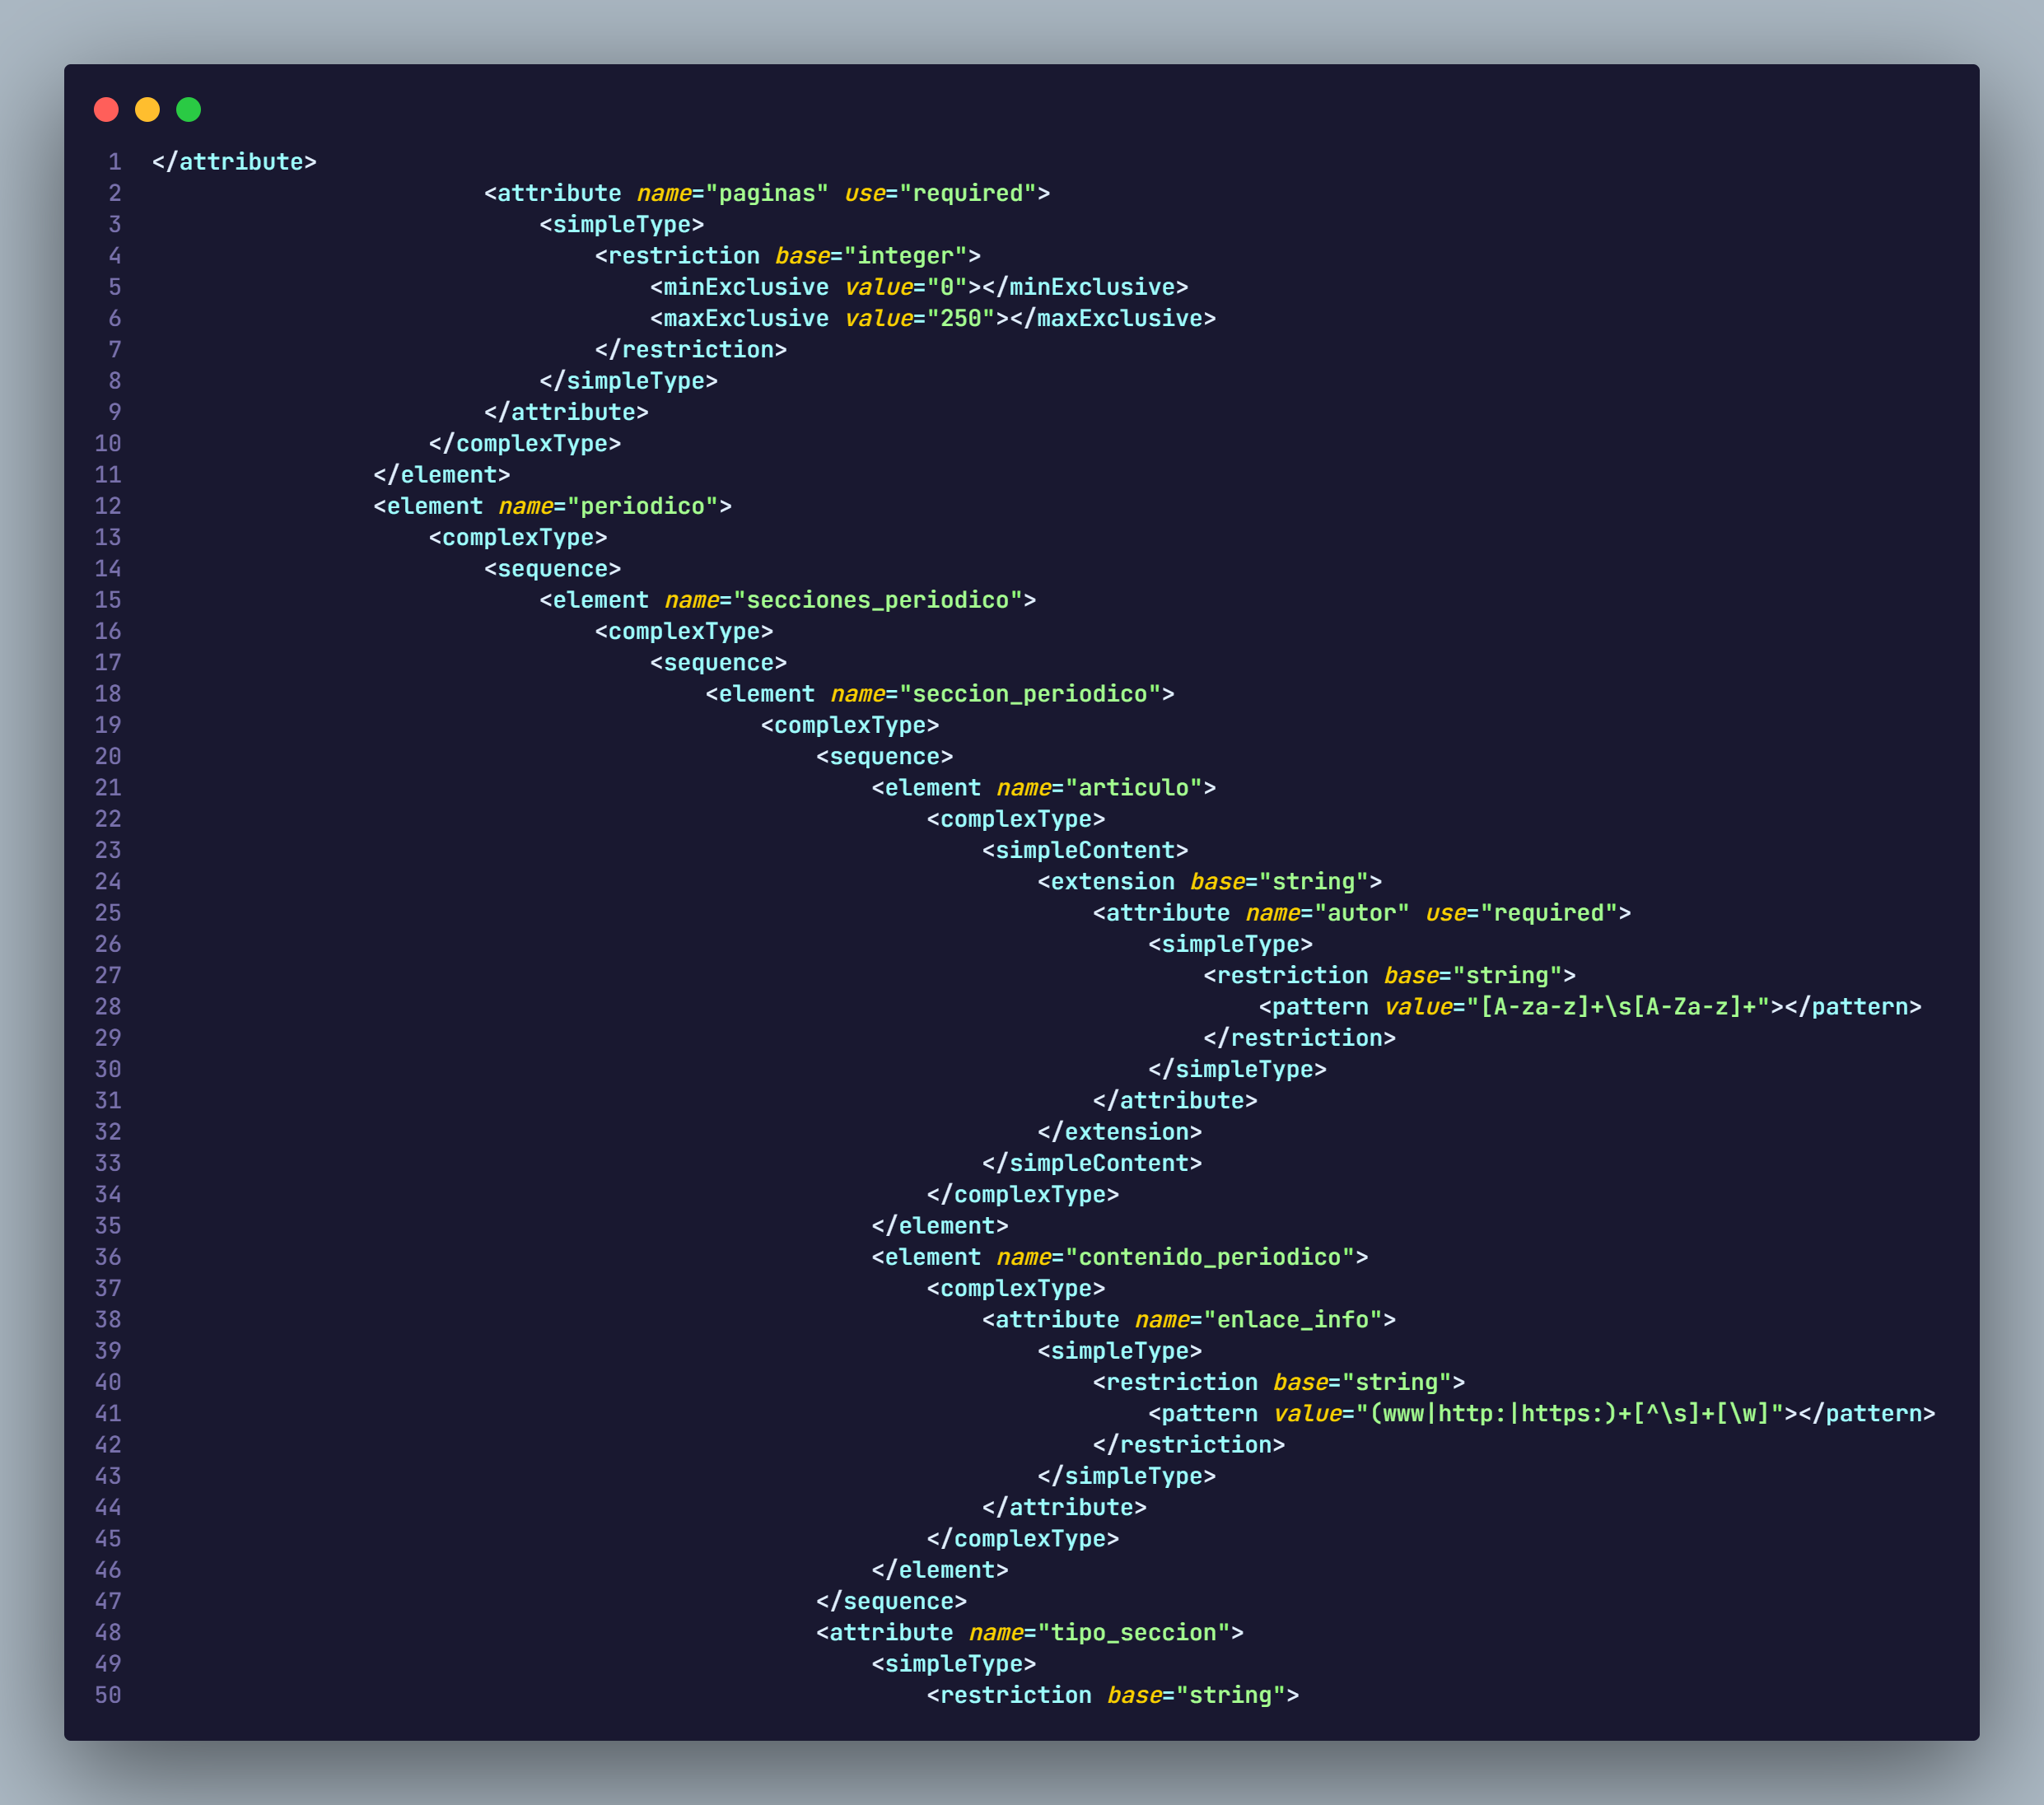 1 </attribute>
2 <attribute name="paginas" use="required">
3 <simpleType>
4 <restriction base="integer">
5 <minExclusive value="0"></minExclusive>
6 <maxExclusive value="250"></maxExclusive>
7 </restriction>
8 </simpleType>
9 </attribute>
10 </complexType>
11 </element>
12 <element name="periodico">
13 <complexType>
14 <sequence>
15 <element name="secciones_periodico">
16 <complexType>
17 <sequence>
18 <element name="seccion_periodico">
19 <complexType>
20 <sequence>
21 <element name="articulo">
22 <complexType>
23 <simpleContent>
24 <extension base="string">
25 <attribute name="autor" use="required">
26 <simpleType>
27 <restriction base="string">
28 <pattern value="[A-za-z]+\s[A-Za-z]+"></pattern>
29 </restriction>
30 </simpleType>
31 </attribute>
32 </extension>
33 </simpleContent>
34 </complexType>
35 </element>
36 <element name="contenido_periodico">
37 <complexType>
38 <attribute name="enlace_info">
39 <simpleType>
40 <restriction base="string">
41 <pattern value="(www|http:|https:)+[^\s]+[\w]"></pattern>
42 </restriction>
43 </simpleType>
44 </attribute>
45 </complexType>
46 </element>
47 </sequence>
48 <attribute name="tipo_seccion">
49 <simpleType>
50 <restriction base="string">